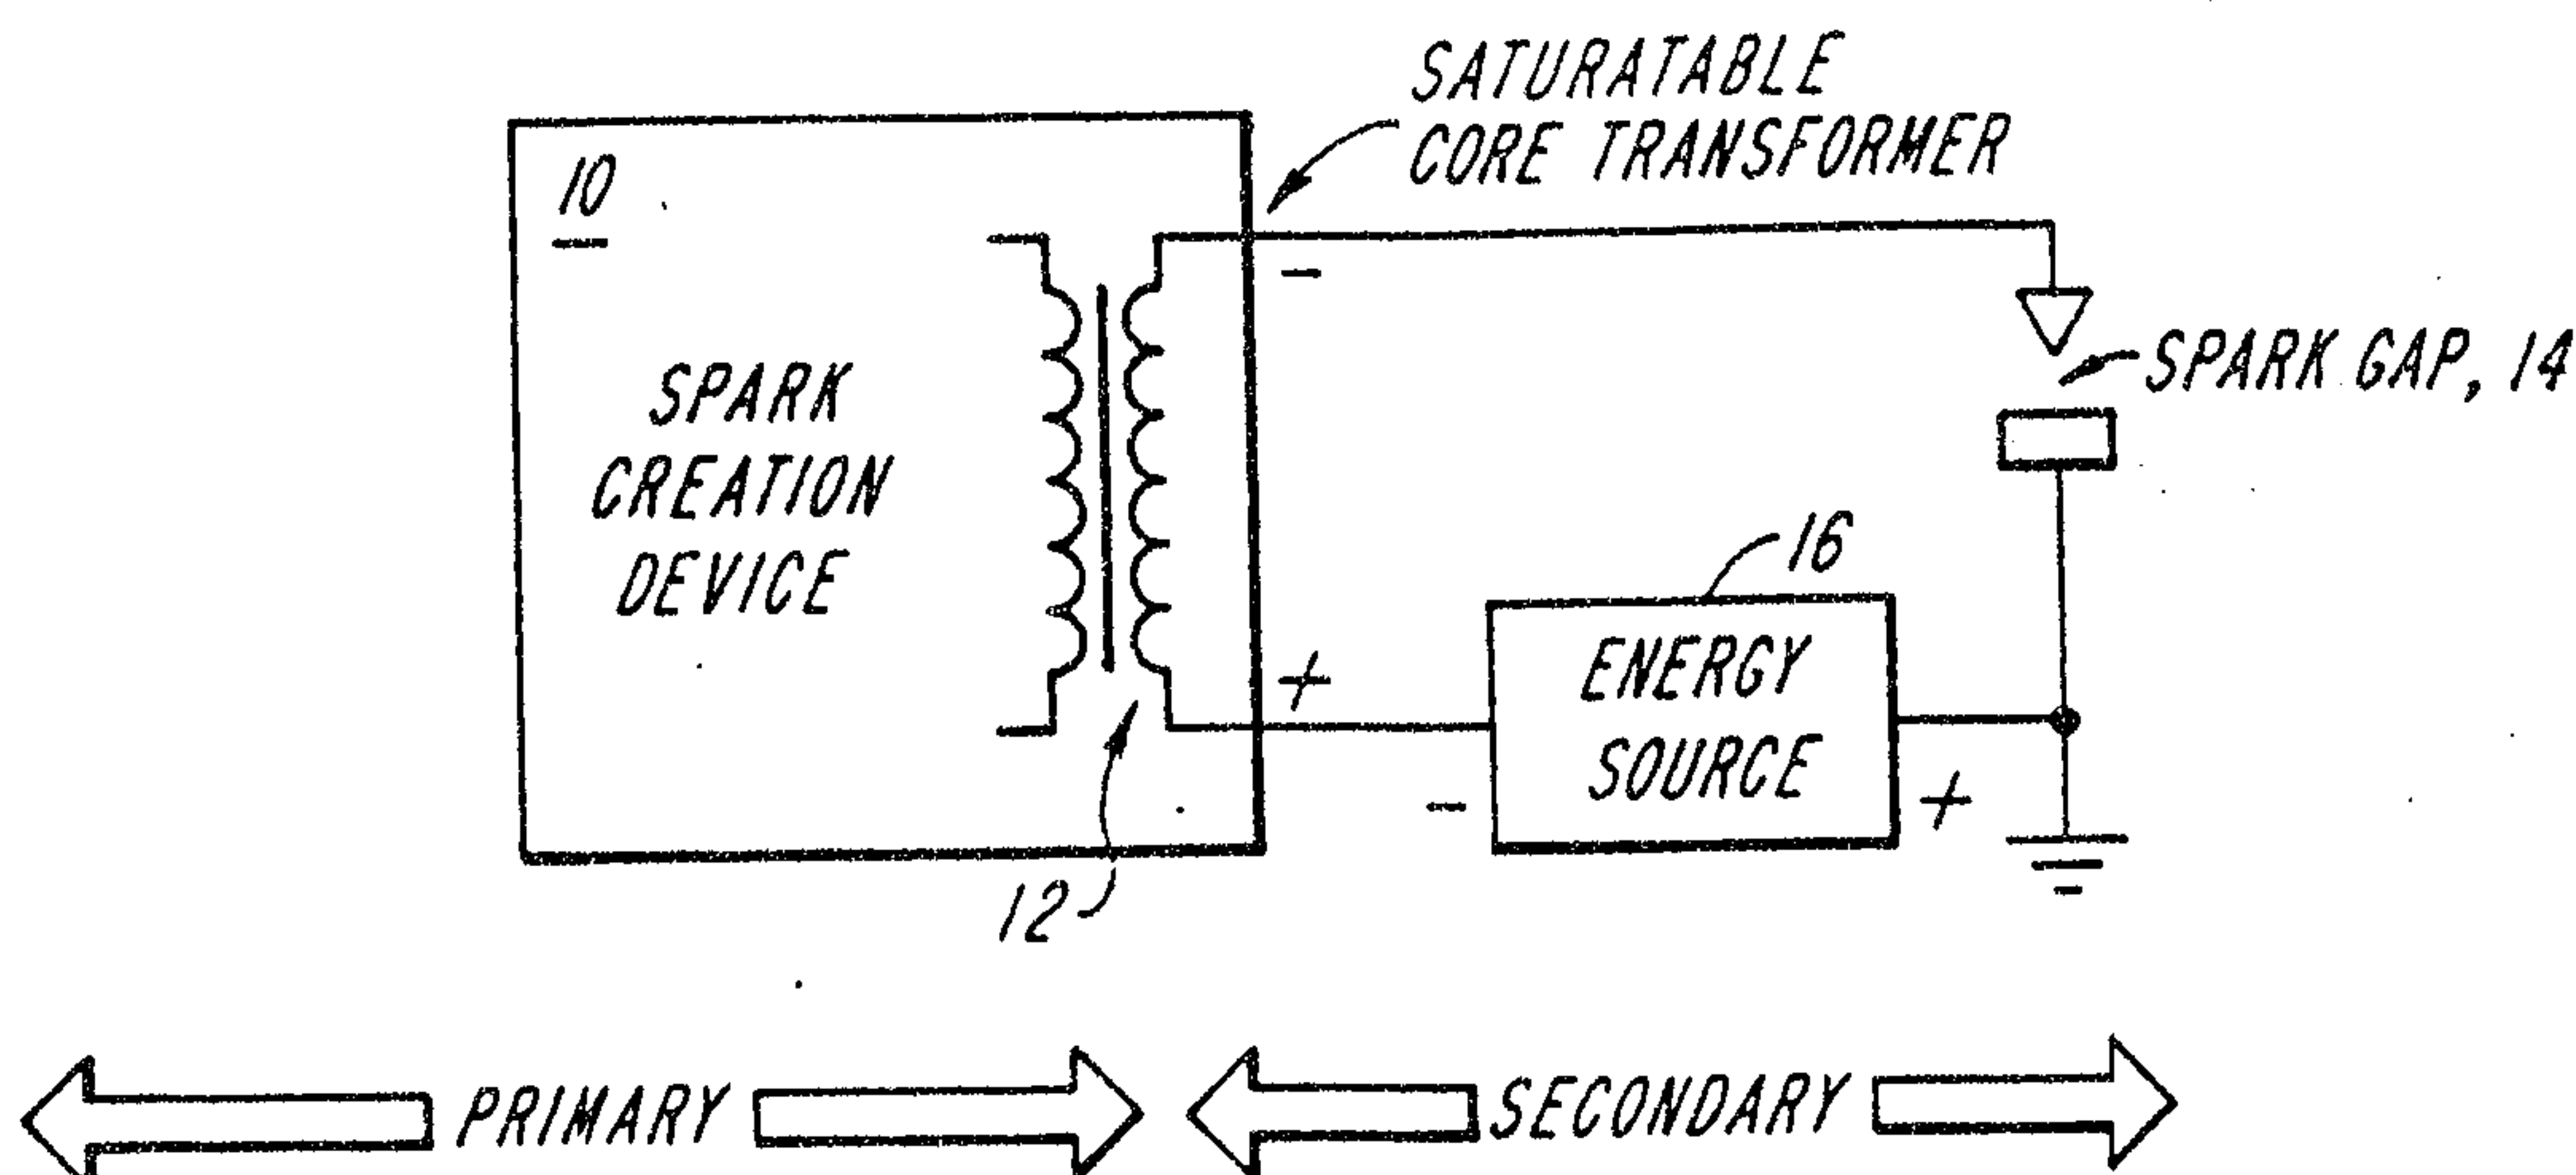 SATURATABLE
CORE TRANSFORMER
10
SPARK
CREATION
DEVICE
-
SPARK GAP, 14
16
+
ENERGY
SOURCE
-
+
12
PRIMARY
SECONDARY